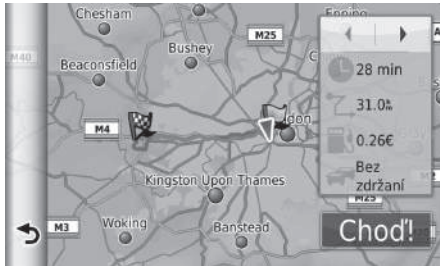 Chesham
M25
M40
Beaconsfield
Bushey
28 min
31.0
M4
don
0.26€
Kingston Upon Thames
Bez
zdržaní
M25
M3
Woking
Banstead
Choď!